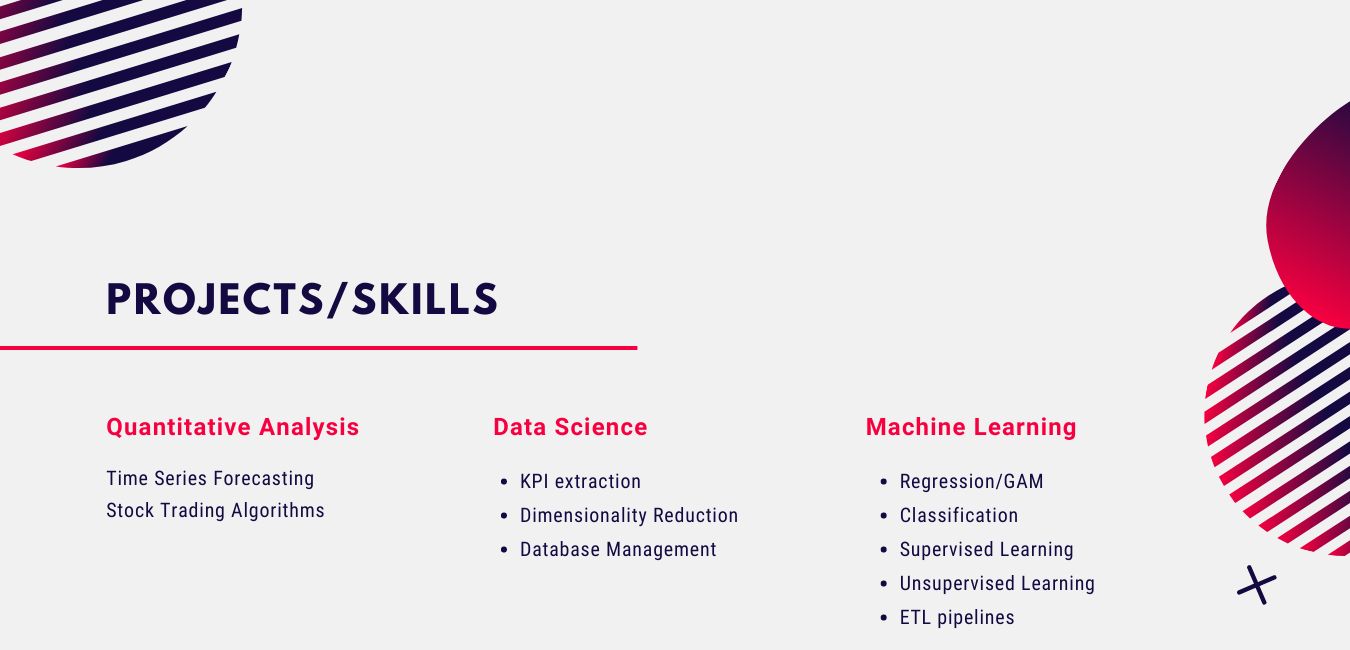 PROJECTS/SKILLS
Quantitative Analysis
Time Series Forecasting
Stock Trading Algorithms
Data Science
• KPI extraction
• Dimensionality Reduction
• Database Management
Machine Learning
• Regression/GAM
• Classification
• Supervised Learning
• Unsupervised Learning
• ETL pipelines